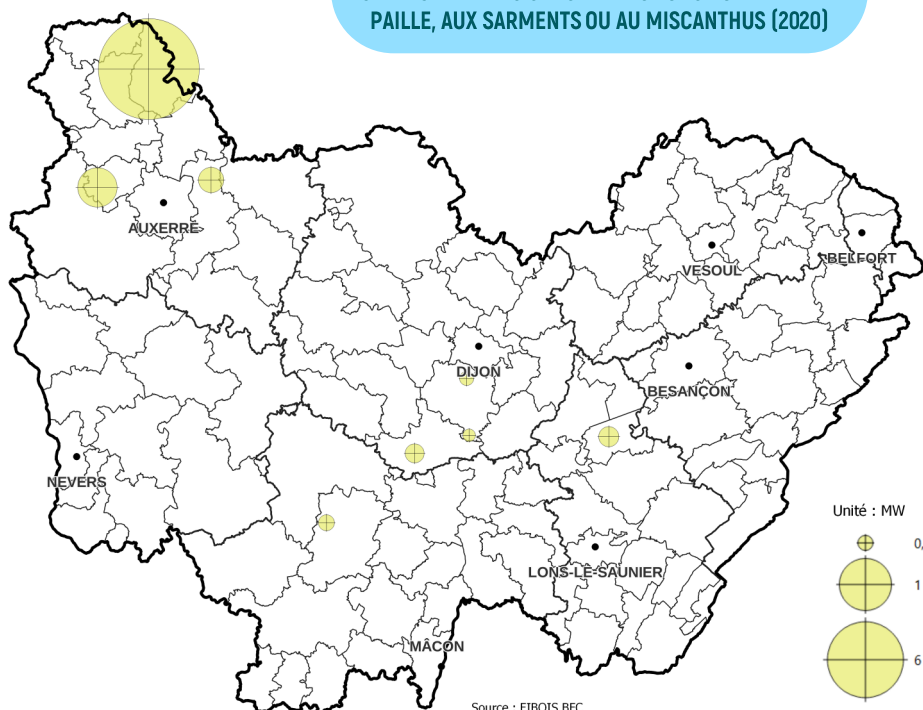 PAILLE, AUX SARMENTS OU AU MISCANTHUS (2020)
AUXERRE
VESOUL
BELFORT
DIJON
BESANÇON
NEVERS
Unité : MW
0,
1
6
LONS-LE-SAUNIER
MÂCON
Source : FIBOIS BFC